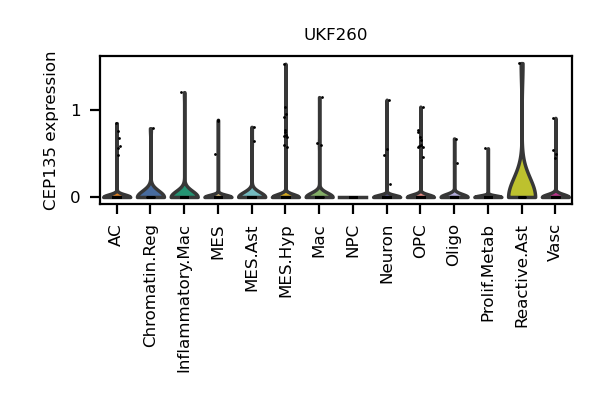 UKF260
CEP135 expression
1
0
AC
Chromatin.Reg
Inflammatory.Mac
MES
MES.Ast
MES.Hyp
Mac
NPC
Neuron
OPC
Oligo
Prolif.Metab
Reactive.Ast
Vasc